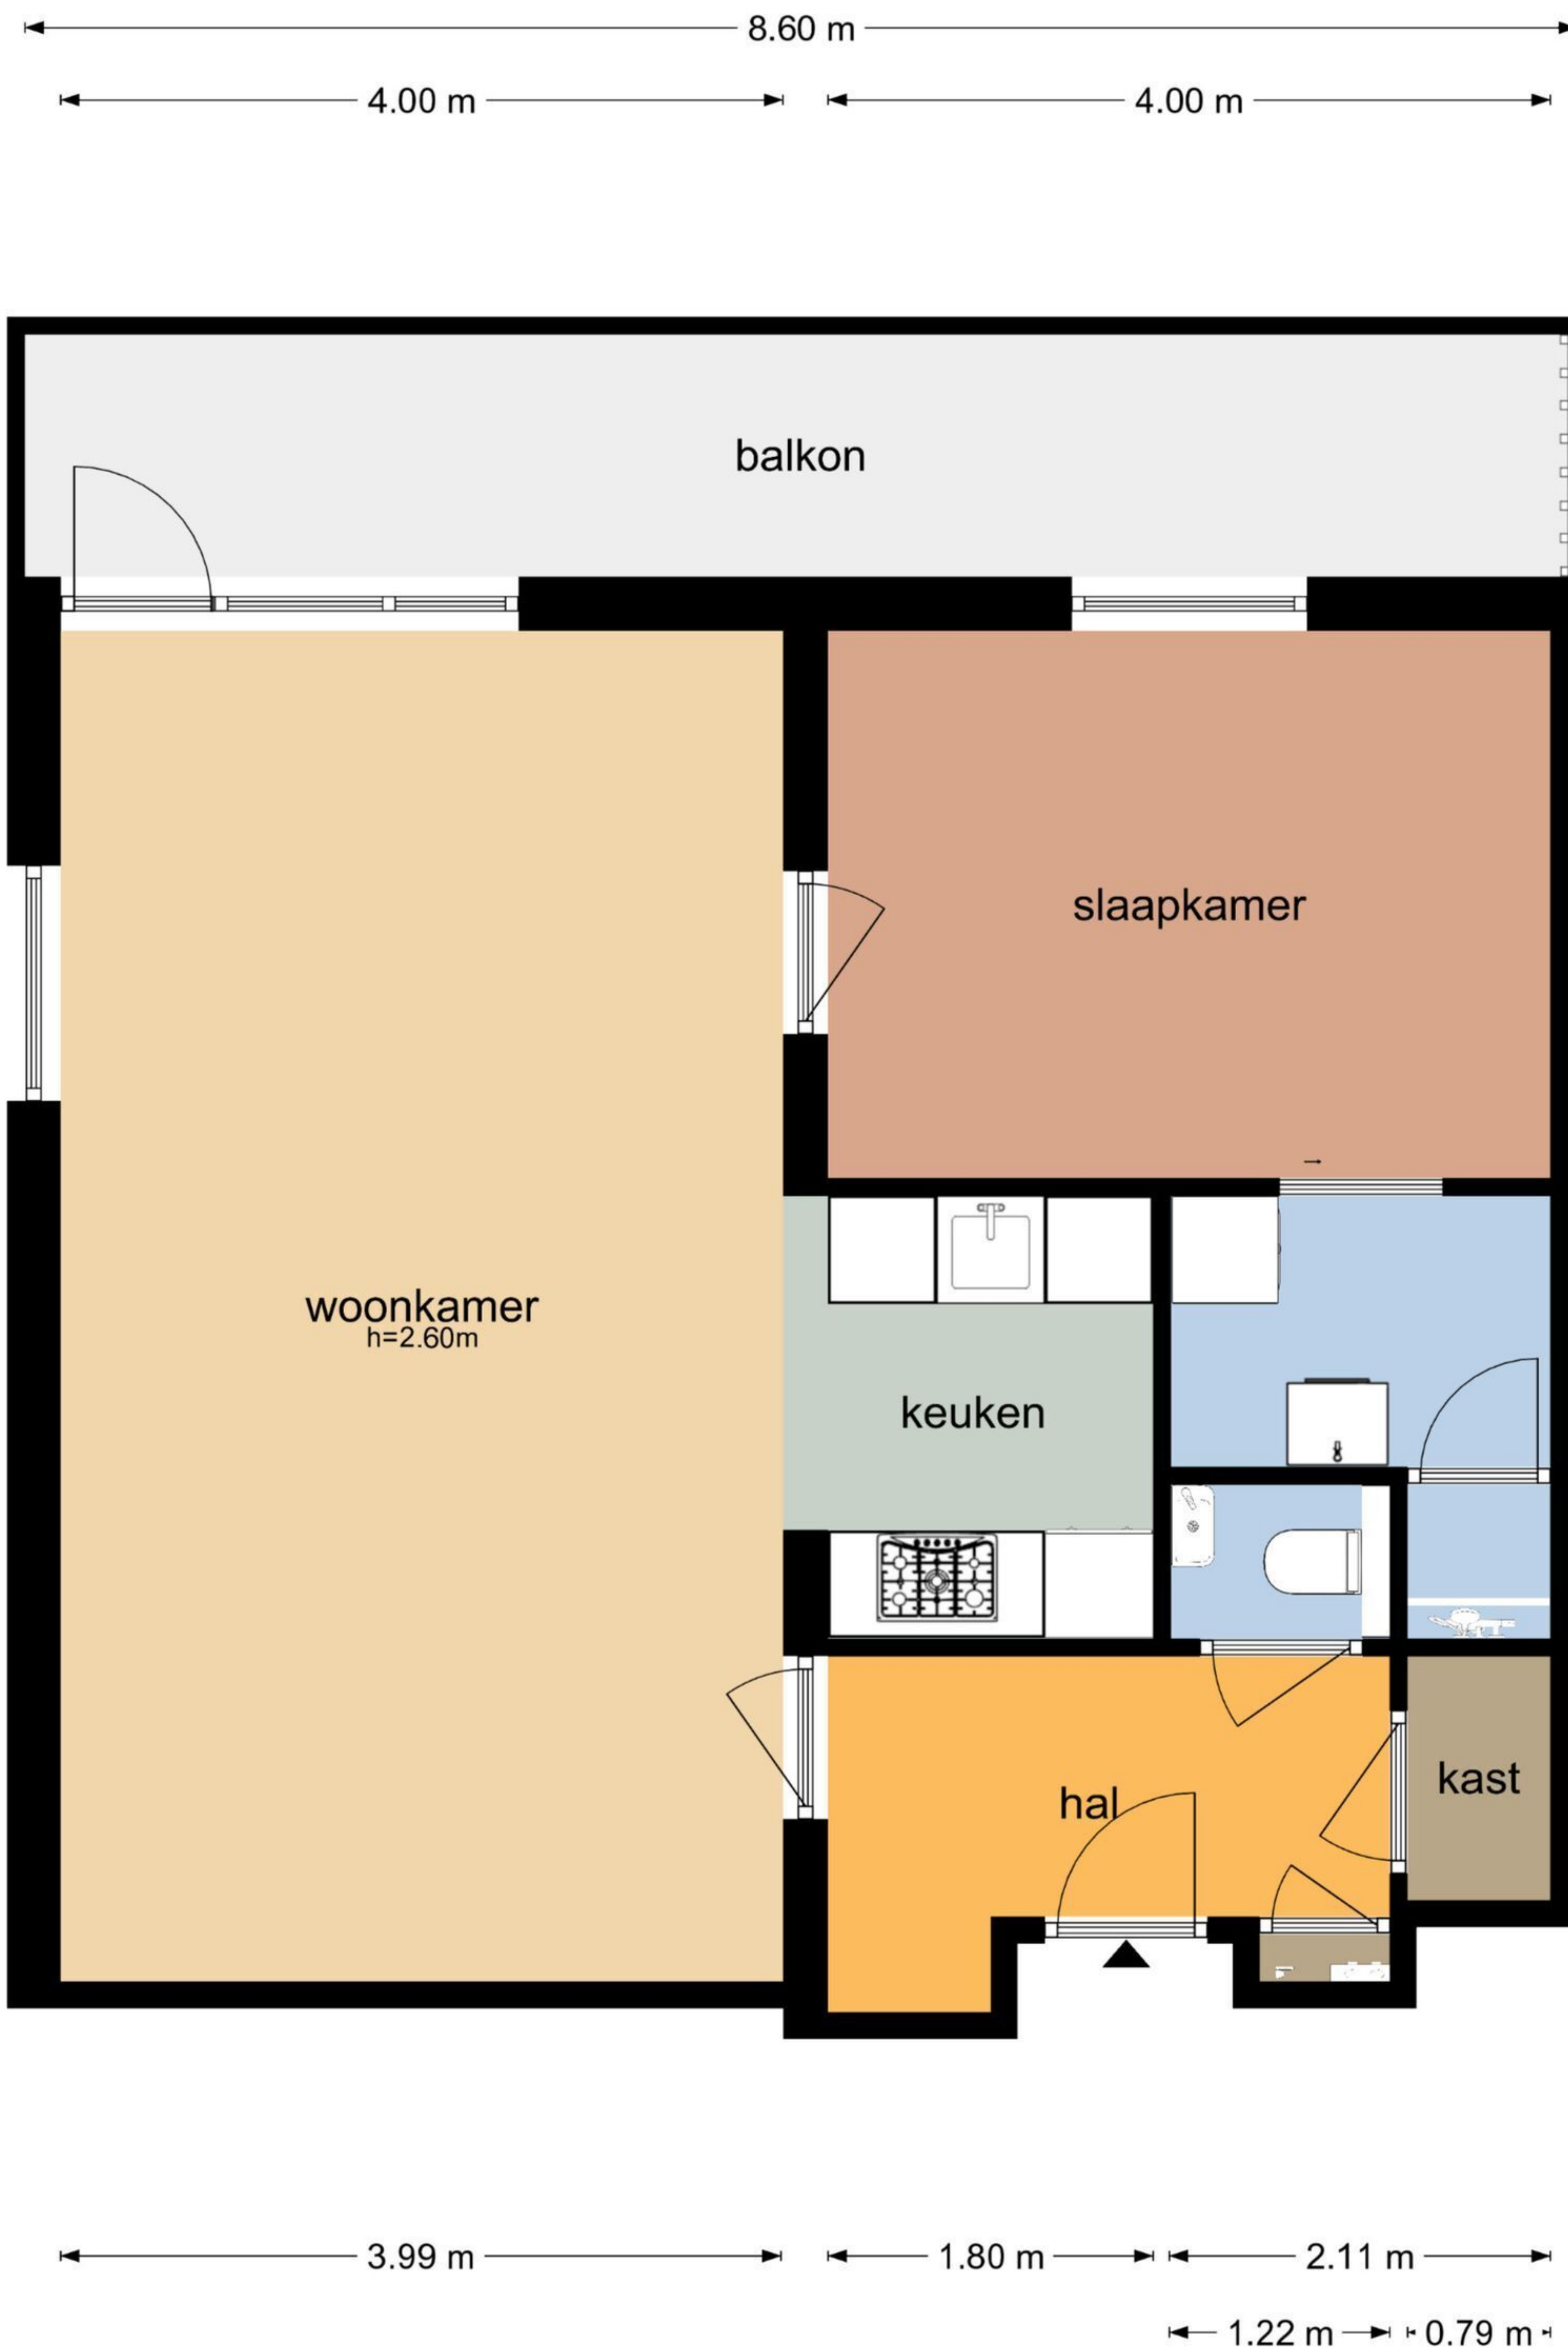 8.60 m
4.00 m
4.00 m
balkon
slaapkamer
woonkamer
h=2.60m
keuken
kast
hal
3.99 m
1.80 m
2.11 m
1.22 m
0.79 m